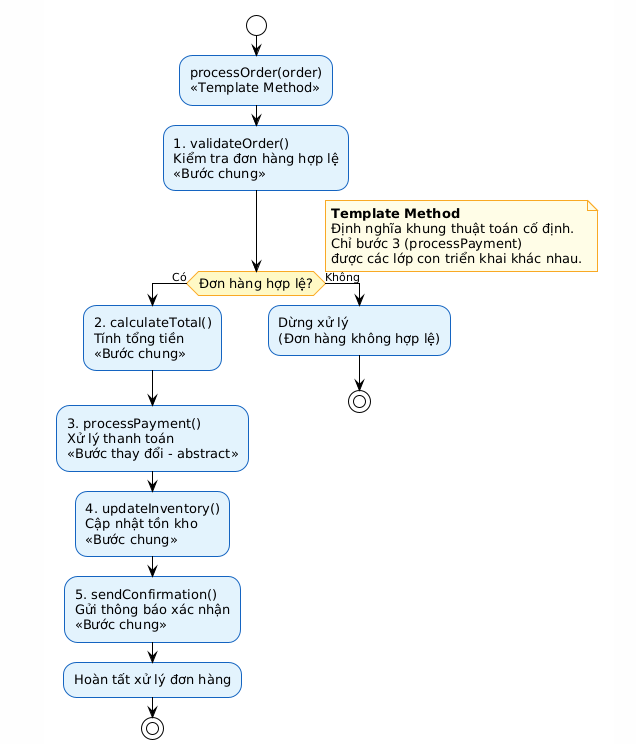 processOrder(order)
«Template Method»
1. validateOrder()
Kiểm tra đơn hàng hợp lệ
«Bước chung»
Template Method
Định nghĩa khung thuật toán cố định.
Chỉ bước 3 (processPayment)
được các lớp con triển khai khác nhau.
Có
Đơn hàng hợp lệ?
Không
2. calculateTotal()
Tính tổng tiền
«Bước chung»
Dừng xử lý
(Đơn hàng không hợp lệ)
3. processPayment()
Xử lý thanh toán
«Bước thay đổi - abstract»
4. updateInventory()
Cập nhật tồn kho
«Bước chung»
5. sendConfirmation()
Gửi thông báo xác nhận
«Bước chung»
Hoàn tất xử lý đơn hàng